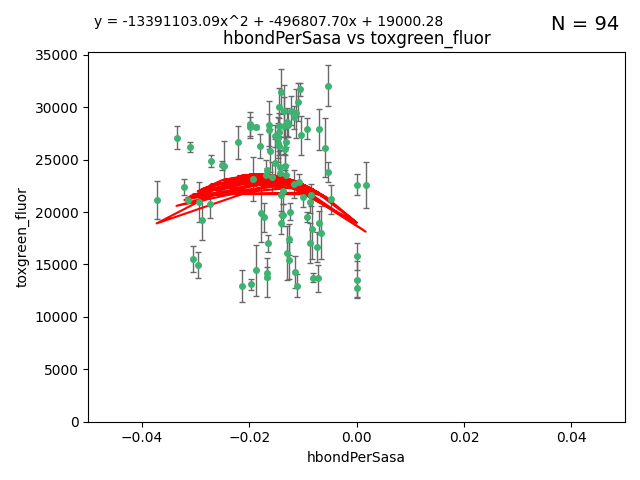 y = -13391103.09x^2 + -496807.70x + 19000.28
N = 94
hbondPerSasa vs toxgreen_fluor
35000
30000
25000
20000
15000
10000
5000
0
toxgreen_fluor
−0.04
−0.02
0.00
0.02
0.04
hbondPerSasa